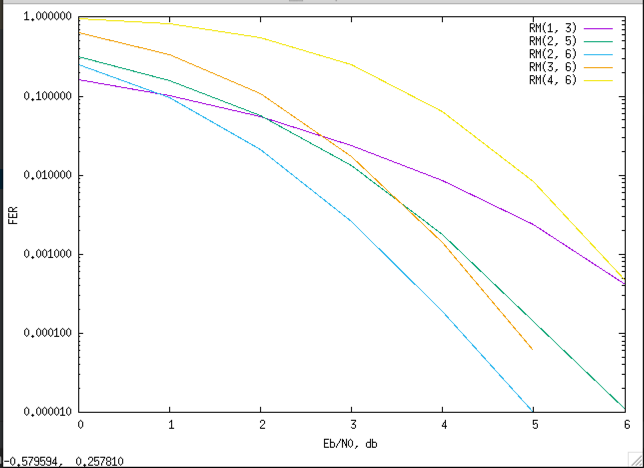 1.000000
0.100000
0.010000
0.001000
0.000100
0.000010
FER
RM(1, 3)
RM(2, 5)
RM(2, 6)
RM(3, 6)
RM(4, 6)
0 1 2 3 4 5 6
Eb/N0, db
-0.579594, 0.257810